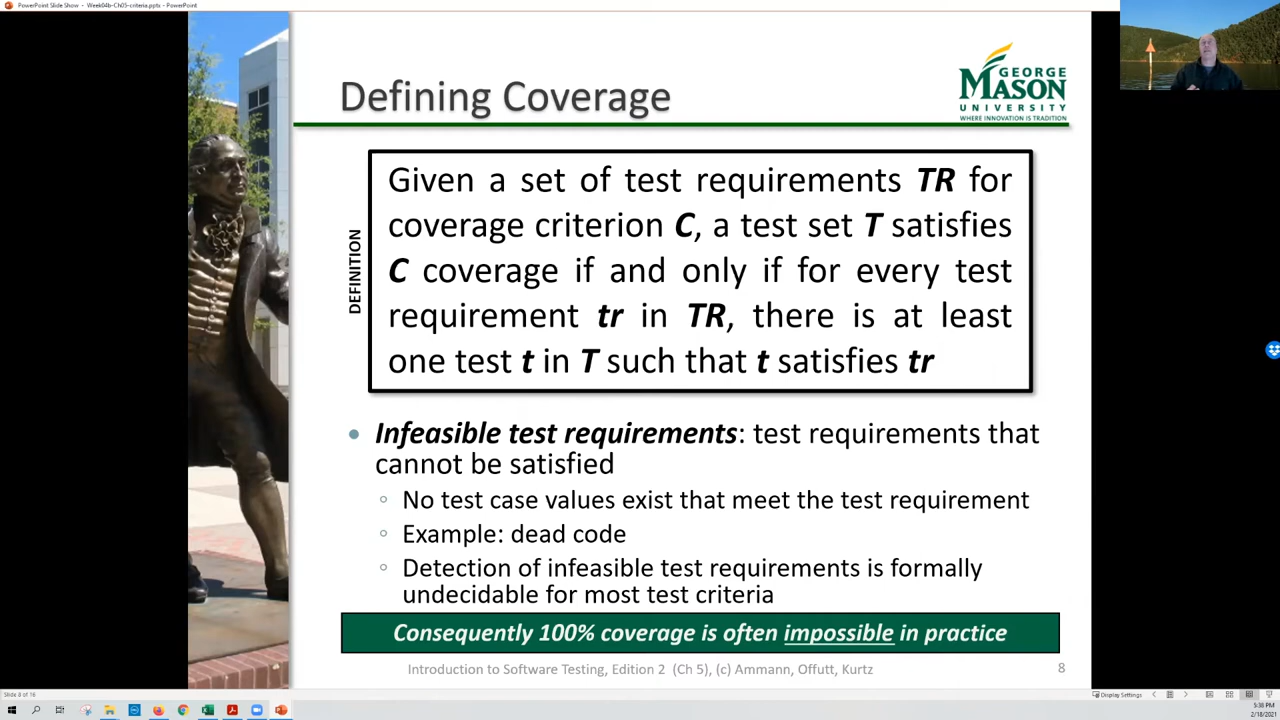 PowerPoint Slide Show - Week04b-Ch05-criteria.pptx - PowerPoint
Defining Coverage
GEORGE
MASON
UNIVERSITY
WHERE INNOVATION IS TRADITION
DEFINITION
Given a set of test requirements TR for
coverage criterion C, a test set T satisfies
C coverage if and only if for every test
requirement tr in TR, there is at least
one test t in T such that t satisfies tr
Infeasible test requirements: test requirements that
cannot be satisfied
No test case values exist that meet the test requirement
Example: dead code
Detection of infeasible test requirements is formally
undecidable for most test criteria
Consequently 100% coverage is often impossible in practice
Introduction to Software Testing, Edition 2 (Ch 5), (c) Ammann, Offutt, Kurtz
8
Slide 8 of 16
Display Settings
5:38 PM
2/18/2021